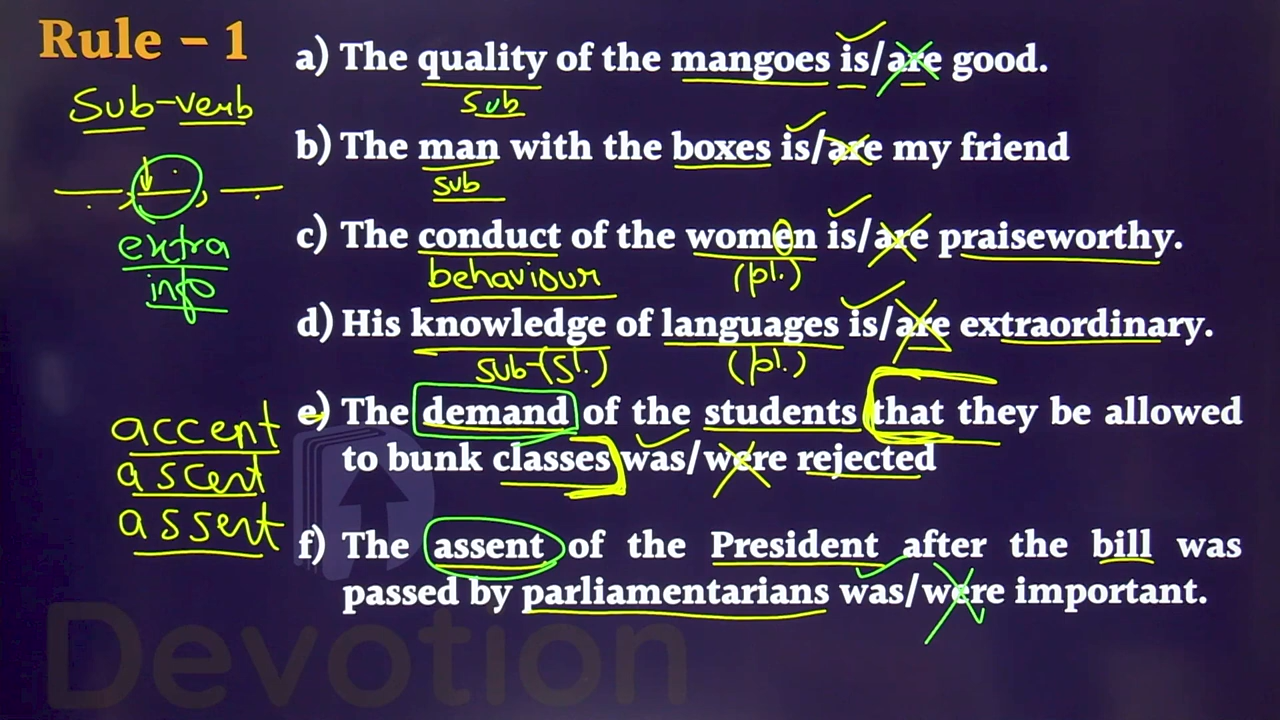 Rule – 1
Sub-verb
extra
info
accent
ascent
assert
a) The quality of the mangoes is/are good.
Sub
b) The man with the boxes is/are my friend
sub
c) The conduct of the women is/are praiseworthy.
behaviour (pl.)
d) His knowledge of languages is/are extraordinary.
sub-(sl.) (pl.)
e) The demand of the students that they be allowed
to bunk classes was/were rejected
f) The assent of the President after the bill was
passed by parliamentarians was/were important.
Devotion